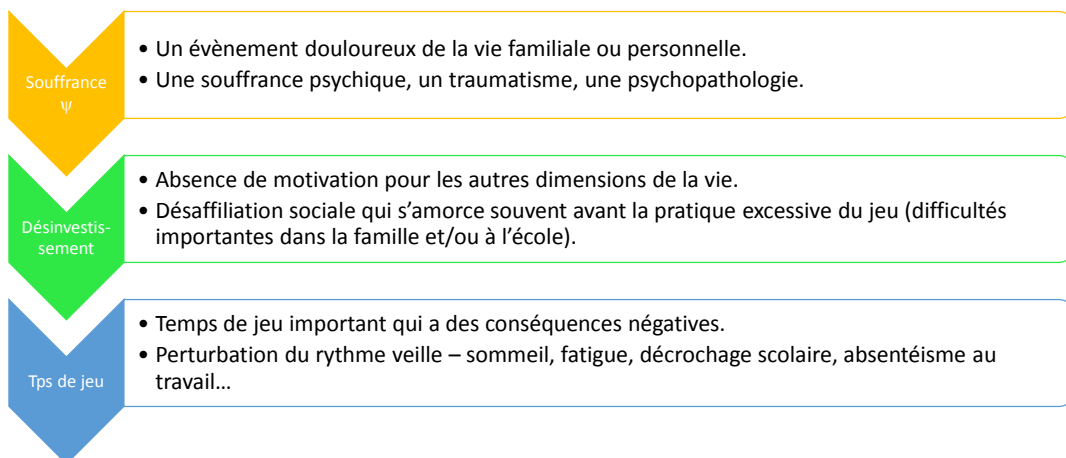 Souffrance
ψ
• Un évènement douloureux de la vie familiale ou personnelle.
• Une souffrance psychique, un traumatisme, une psychopathologie.
Désinvestis-
sement
• Absence de motivation pour les autres dimensions de la vie.
• Désaffiliation sociale qui s’amorce souvent avant la pratique excessive du jeu (difficultés
importantes dans la famille et/ou à l’école).
Tps de jeu
• Temps de jeu important qui a des conséquences négatives.
• Perturbation du rythme veille – sommeil, fatigue, décrochage scolaire, absentéisme au
travail…